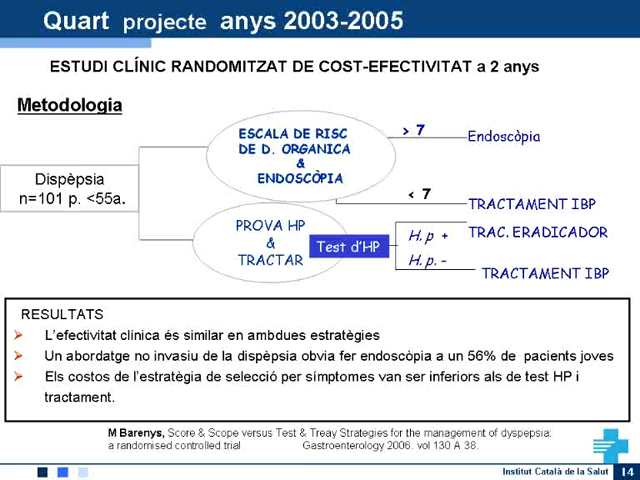 Quart projecte anys 2003-2005
ESTUDI CLÍNIC RANDOMITZAT DE COST-EFECTIVITAT a 2 anys
Metodologia
ESCALA DE RISC
DE D. ORGANICA
&
ENDOSCÒPIA
> 7
Endoscòpia
Dispèpsia
n=101 p. <55a.
< 7
TRACTAMENT IBP
PROVA HP
&
TRACTAR
Test d'HP
H. p +
TRAC. ERADICADOR
H. p. -
TRACTAMENT IBP
RESULTATS
L'efectivitat clínica és similar en ambdues estratègies
Un abordatge no invasiu de la dispèpsia obvia fer endoscòpia a un 56% de pacients joves
Els costos de l'estratègia de selecció per símptomes van ser inferiors als de test HP i
tractament.
M Barenys, Score & Scope versus Test & Treay Strategies for the management of dyspepsia:
a randomised controlled trial Gastroenterology 2006. vol 130 A 38.
Institut Català de la Salut 14